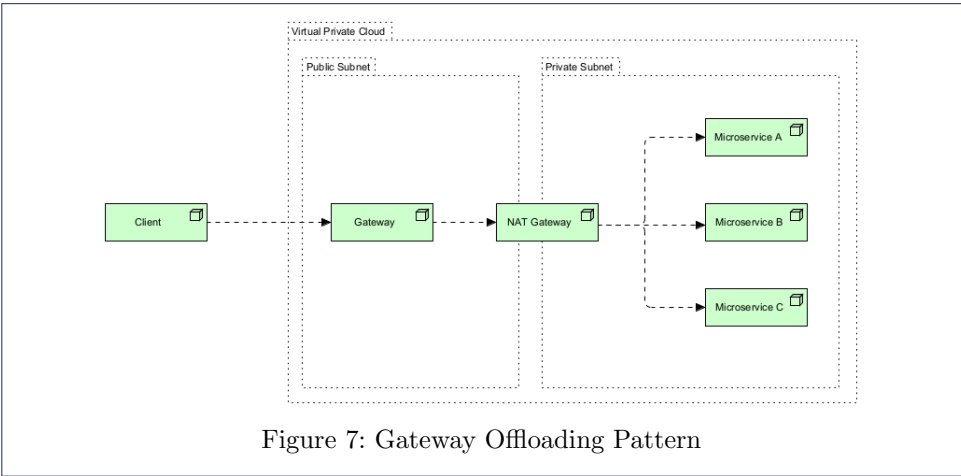 Virtual Private Cloud
Public Subnet
Private Subnet
Microservice A
Client
Gateway
NAT Gateway
Microservice B
Microservice C
Figure 7: Gateway Offloading Pattern